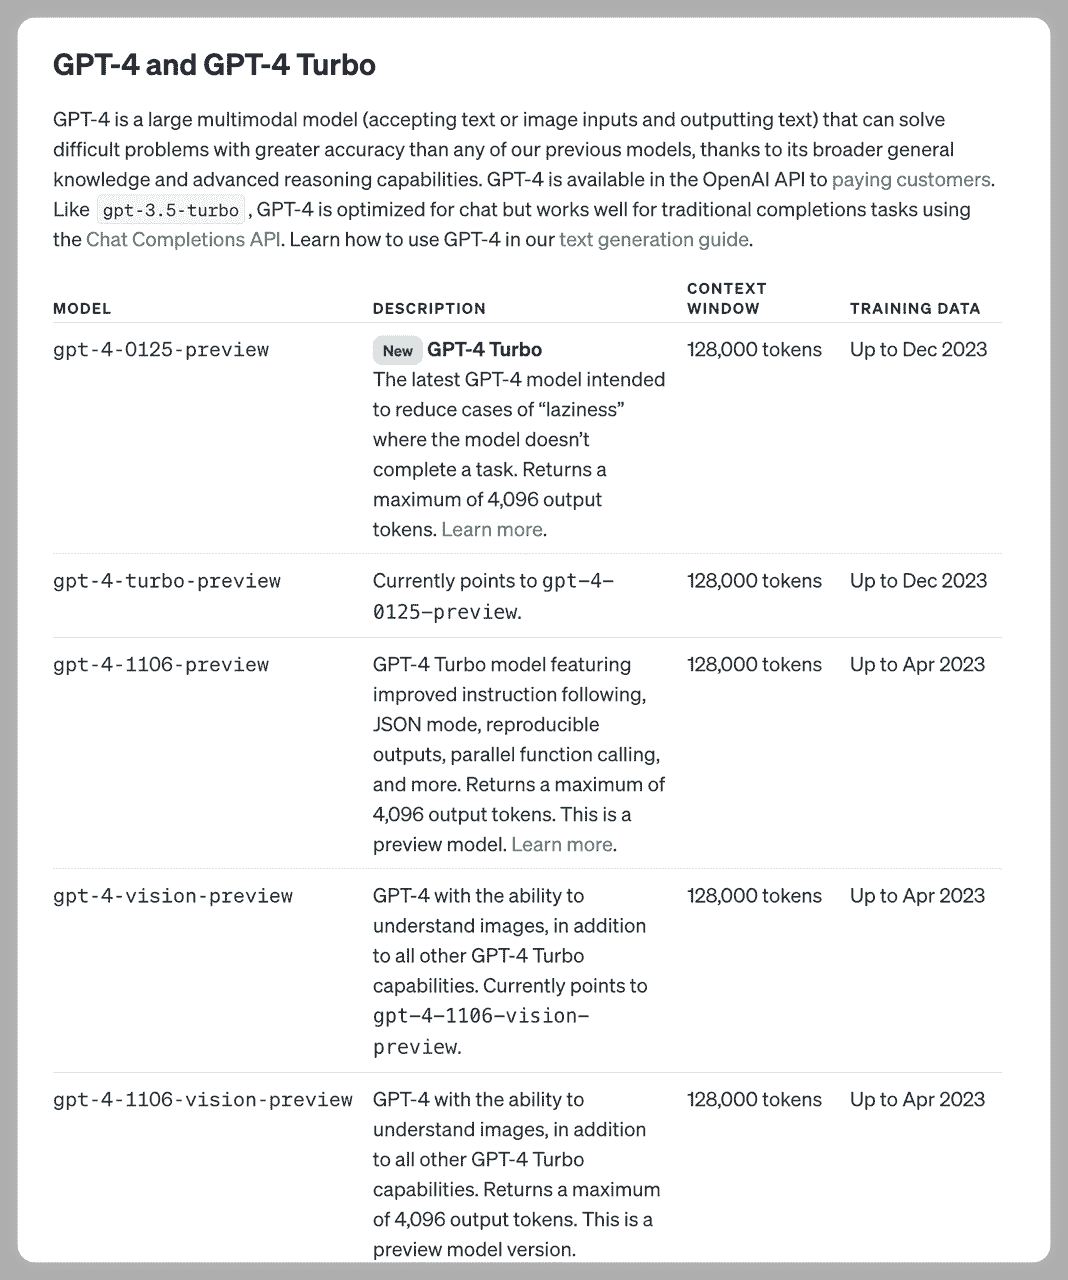 GPT-4 and GPT-4 Turbo
GPT-4 is a large multimodal model (accepting text or image inputs and outputting text) that can solve
difficult problems with greater accuracy than any of our previous models, thanks to its broader general
knowledge and advanced reasoning capabilities. GPT-4 is available in the OpenAI API to paying customers.
Like gpt-3.5-turbo, GPT-4 is optimized for chat but works well for traditional completions tasks using
the Chat Completions API. Learn how to use GPT-4 in our text generation guide.
MODEL DESCRIPTION CONTEXT WINDOW TRAINING DATA
gpt-4-0125-preview New GPT-4 Turbo 128,000 tokens Up to Dec 2023
The latest GPT-4 model intended
to reduce cases of “laziness”
where the model doesn’t
complete a task. Returns a
maximum of 4,096 output
tokens. Learn more.
gpt-4-turbo-preview Currently points to gpt-4- 128,000 tokens Up to Dec 2023
0125-preview.
gpt-4-1106-preview GPT-4 Turbo model featuring 128,000 tokens Up to Apr 2023
improved instruction following,
JSON mode, reproducible
outputs, parallel function calling,
and more. Returns a maximum of
4,096 output tokens. This is a
preview model. Learn more.
gpt-4-vision-preview GPT-4 with the ability to 128,000 tokens Up to Apr 2023
understand images, in addition
to all other GPT-4 Turbo
capabilities. Currently points to
gpt-4-1106-vision-
preview.
gpt-4-1106-vision-preview GPT-4 with the ability to 128,000 tokens Up to Apr 2023
understand images, in addition
to all other GPT-4 Turbo
capabilities. Returns a maximum
of 4,096 output tokens. This is a
preview model version.